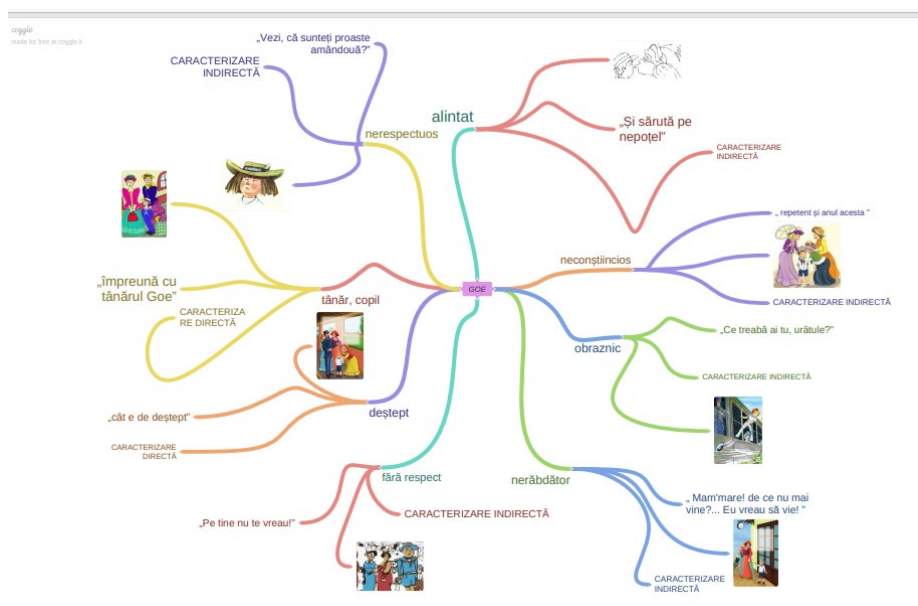 coggle
made for free at coggle.it
„Vezi, că sunteți proaste
amândouă?”
CARACTERIZARE
INDIRECTĂ
nerespectuos
alintat
„Și sărută pe
nepoțel”
CARACTERIZARE
INDIRECTĂ
„împreună cu
tânărul Goe”
CARACTERIZA
RE DIRECTĂ
tânăr, copil
GOE
neconștiincios
„ repetent și anul acesta ”
CARACTERIZARE INDIRECTĂ
obraznic
„Ce treabă ai tu, urâtule?”
CARACTERIZARE INDIRECTĂ
deștept
„cât e de deștept”
CARACTERIZARE
DIRECTĂ
fără respect
„Pe tine nu te vreau!”
CARACTERIZARE INDIRECTĂ
nerăbdător
„ Mam'mare! de ce nu mai
vine?... Eu vreau să vie! ”
CARACTERIZARE
INDIRECTĂ